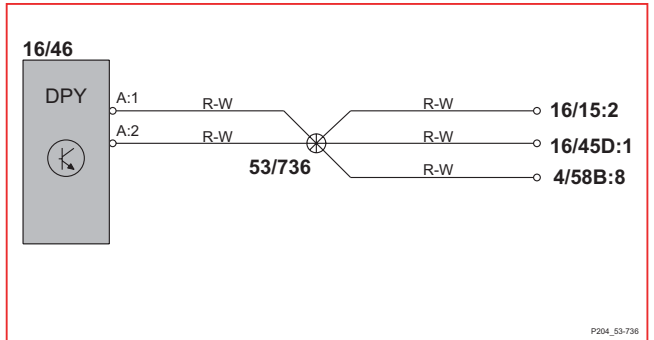 16/46
DPY
A:1
R-W
R-W
16/15:2
A:2
R-W
R-W
16/45D:1
53/736
R-W
4/58B:8
P204_53-736